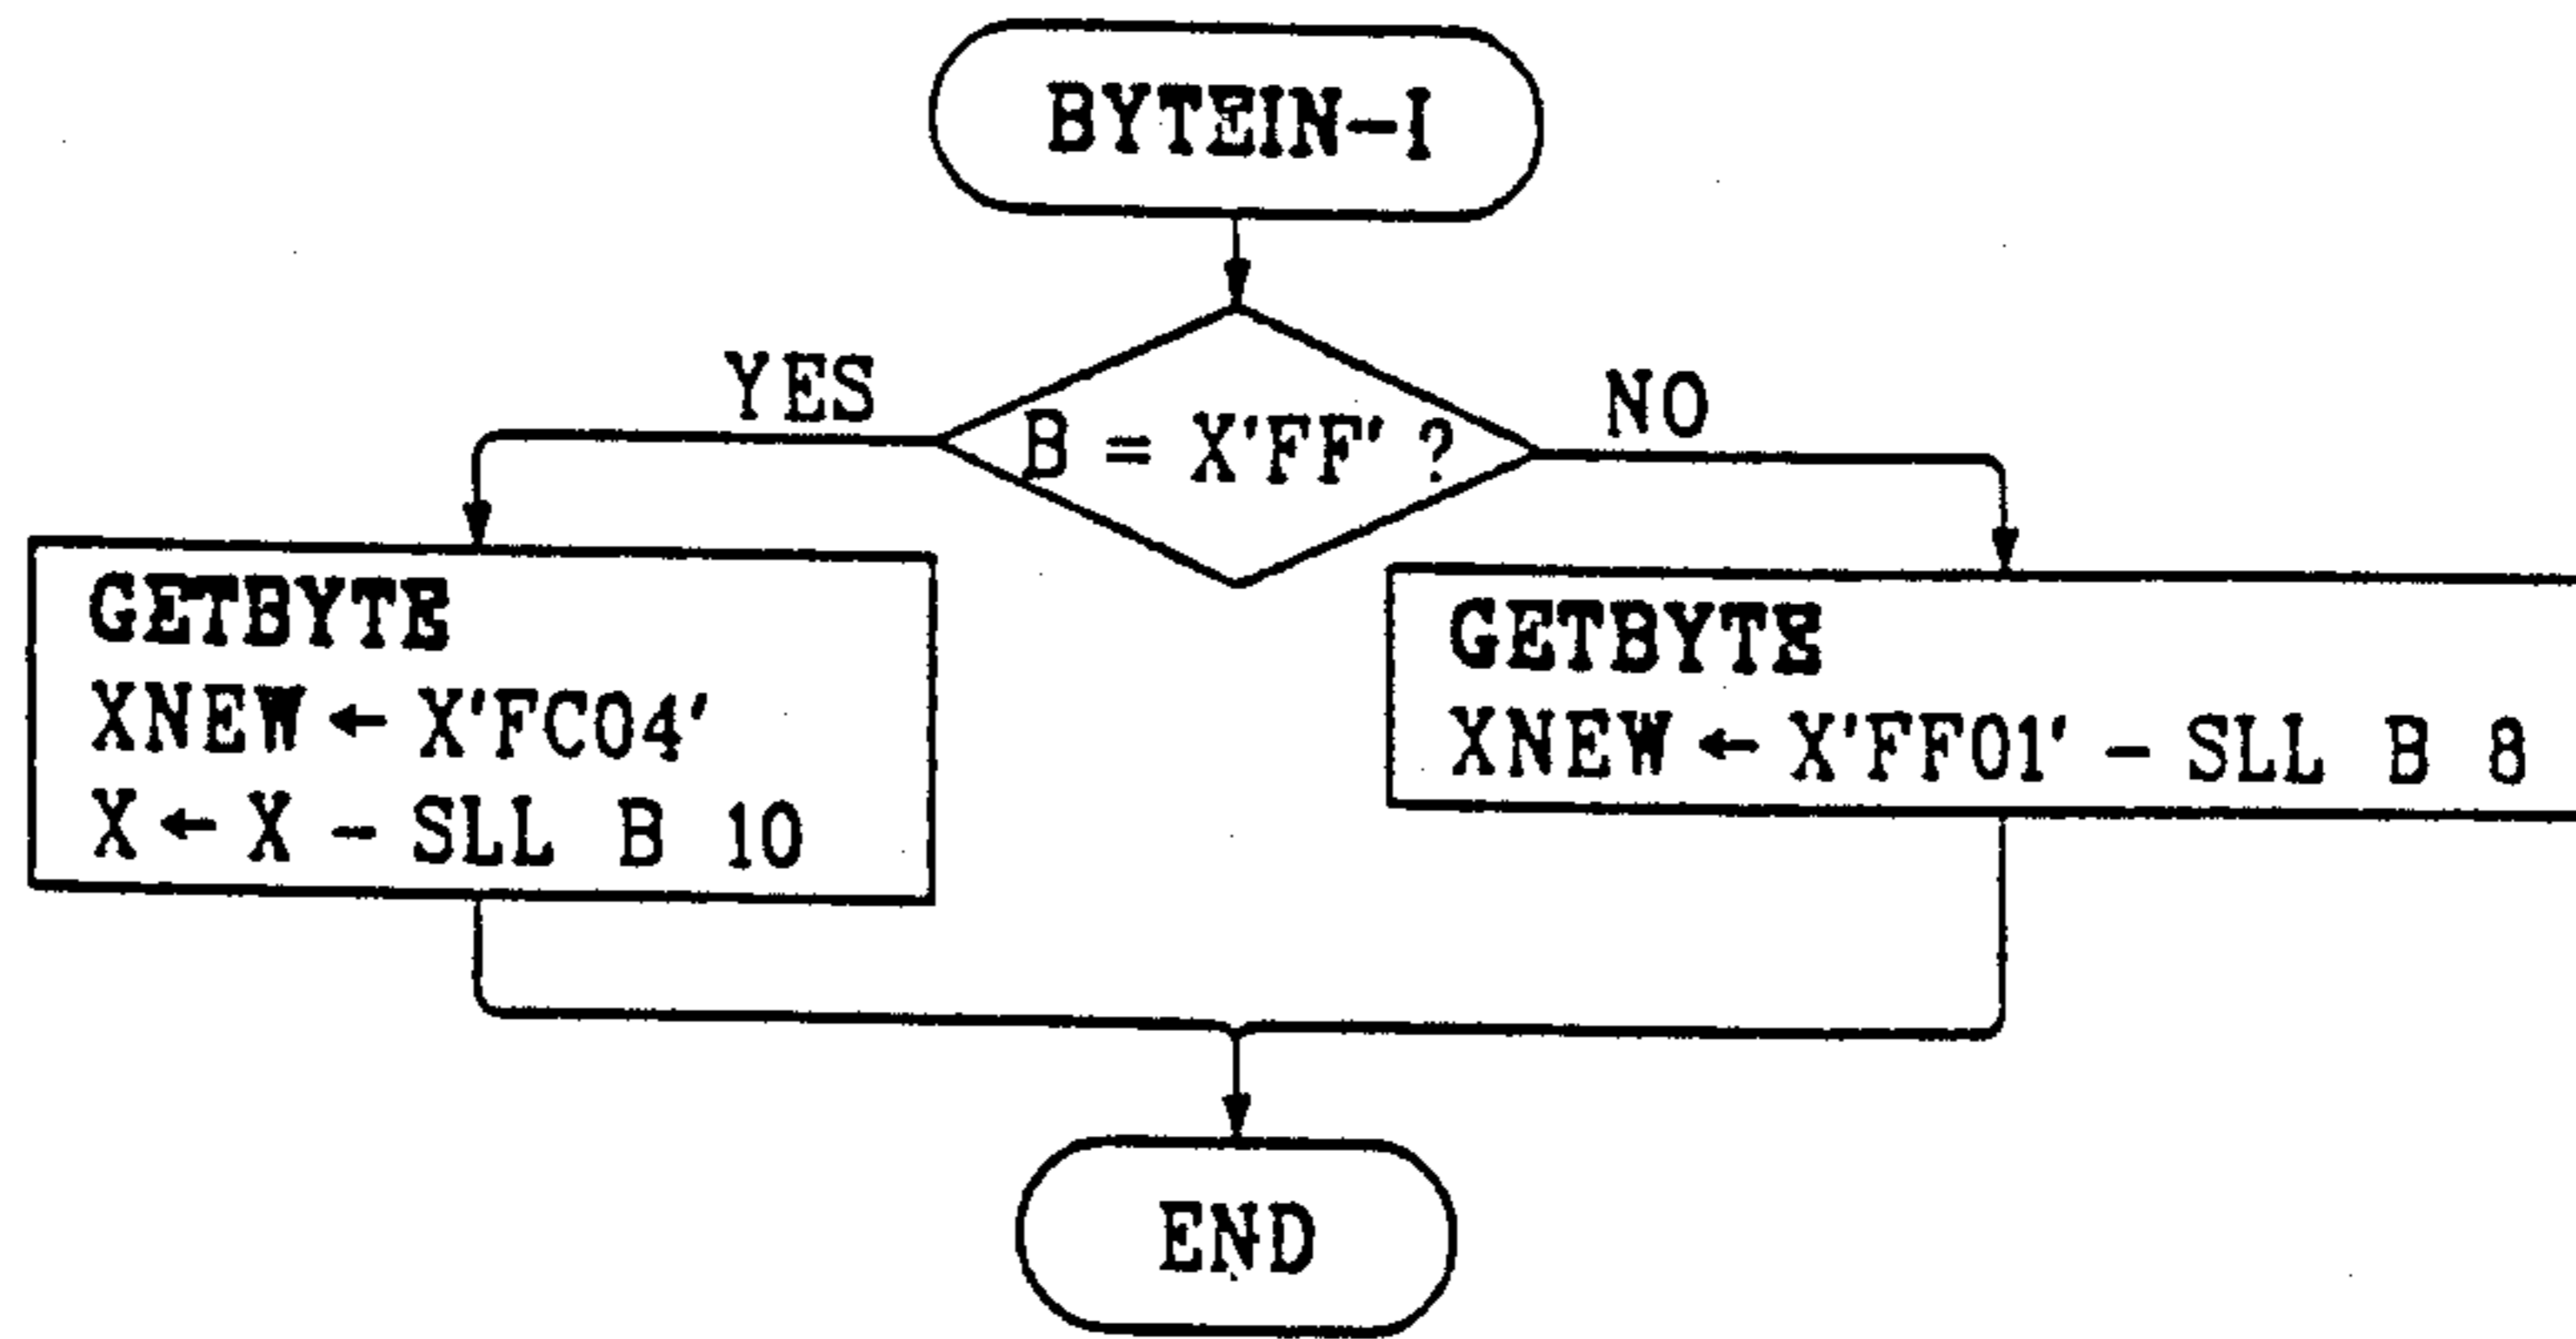 BYTEIN-I
YES
B = X'FF' ?
NO
GETBYTE
XNEW ← X'FC04'
X ← X - SLL B 10
GETBYTE
XNEW ← X'FF01' - SLL B 8
END